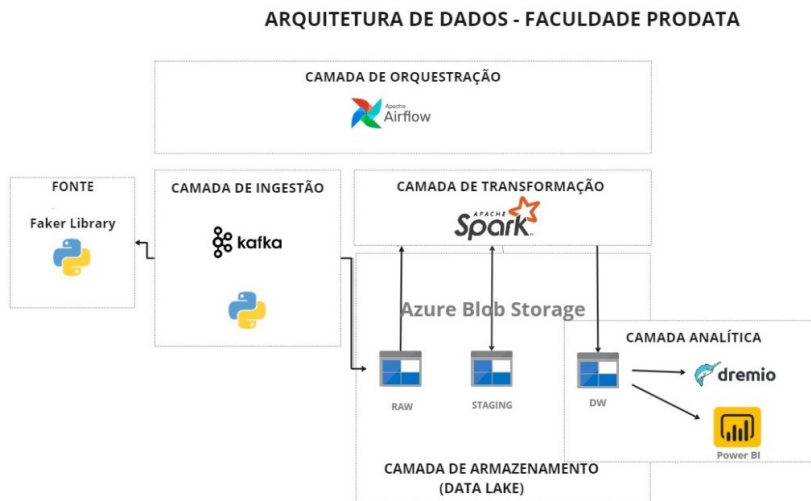 ARQUITETURA DE DADOS - FACULDADE PRODATA
CAMADA DE ORQUESTRAÇÃO
Apache
Airflow
FONTE
Faker Library
CAMADA DE INGESTÃO
kafka
CAMADA DE TRANSFORMAÇÃO
APACHE
Spark
Azure Blob Storage
RAW
STAGING
DW
CAMADA ANALÍTICA
dremio
Power BI
CAMADA DE ARMAZENAMENTO
(DATA LAKE)